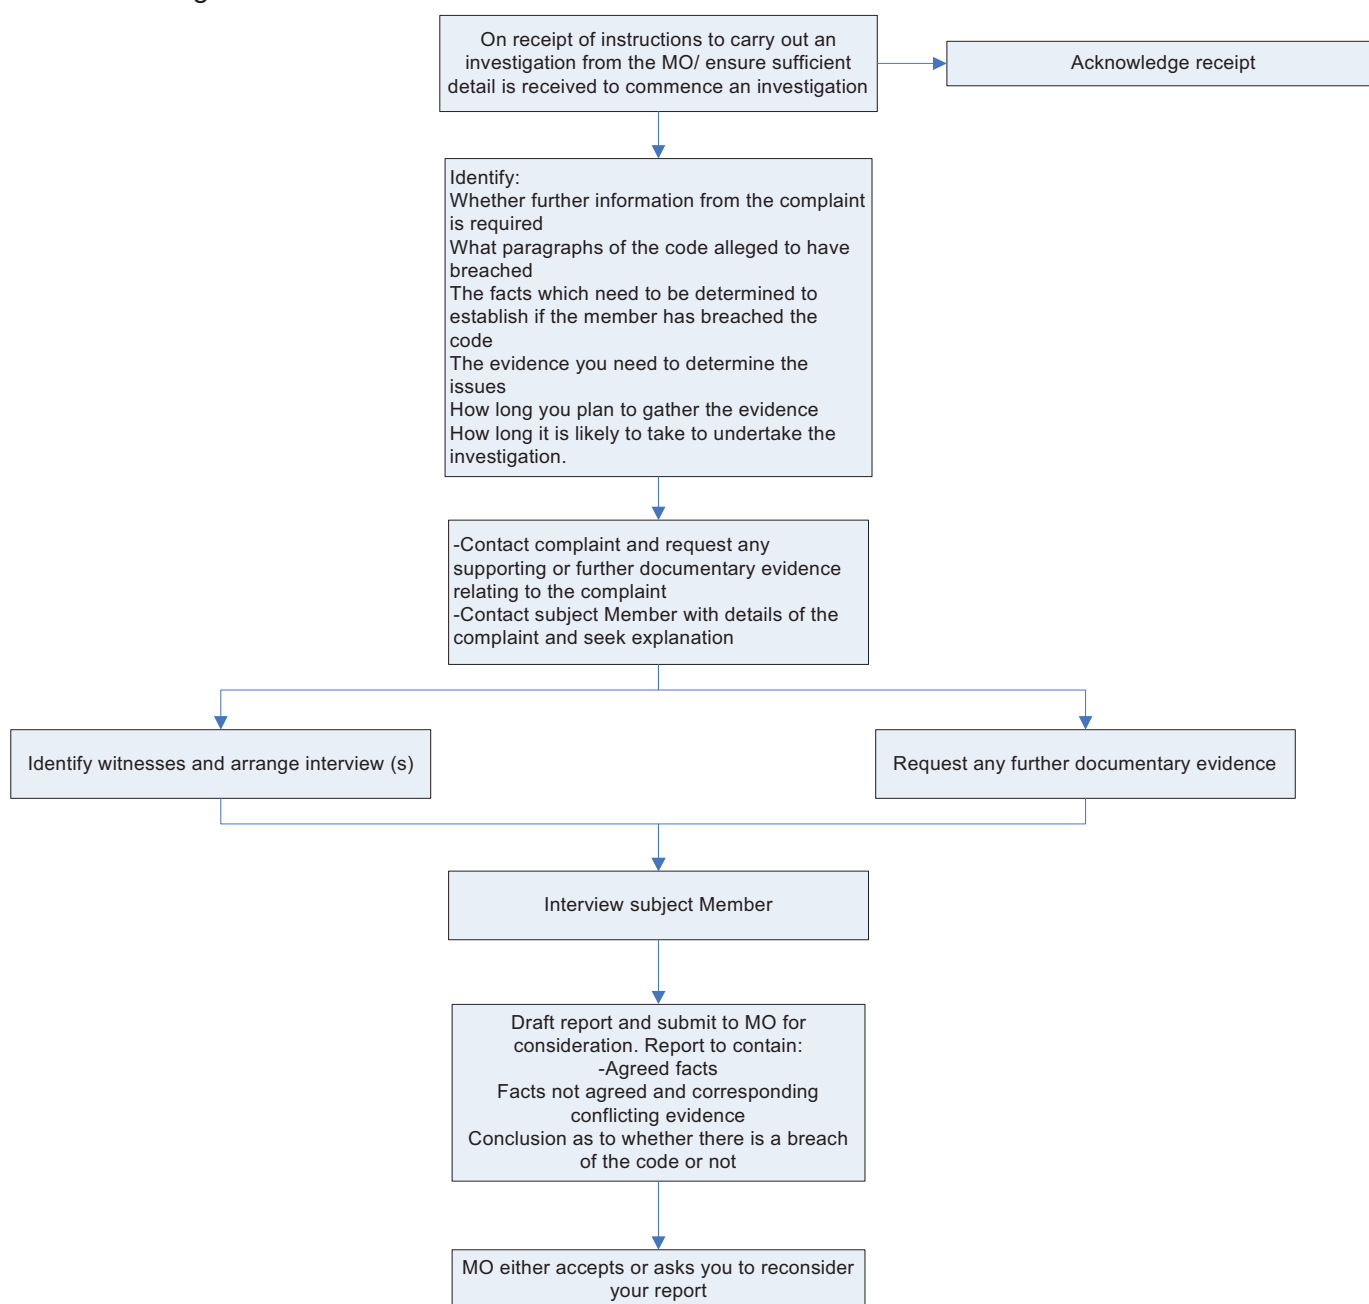 On receipt of instructions to carry out an
investigation from the MO/ ensure sufficient
detail is received to commence an investigation
Acknowledge receipt
Identify:
Whether further information from the complaint
is required
What paragraphs of the code alleged to have
breached
The facts which need to be determined to
establish if the member has breached the
code
The evidence you need to determine the
issues
How long you plan to gather the evidence
How long it is likely to take to undertake the
investigation.
-Contact complaint and request any
supporting or further documentary evidence
relating to the complaint
-Contact subject Member with details of the
complaint and seek explanation
Identify witnesses and arrange interview (s)
Request any further documentary evidence
Interview subject Member
Draft report and submit to MO for
consideration. Report to contain:
-Agreed facts
Facts not agreed and corresponding
conflicting evidence
Conclusion as to whether there is a breach
of the code or not
MO either accepts or asks you to reconsider
your report